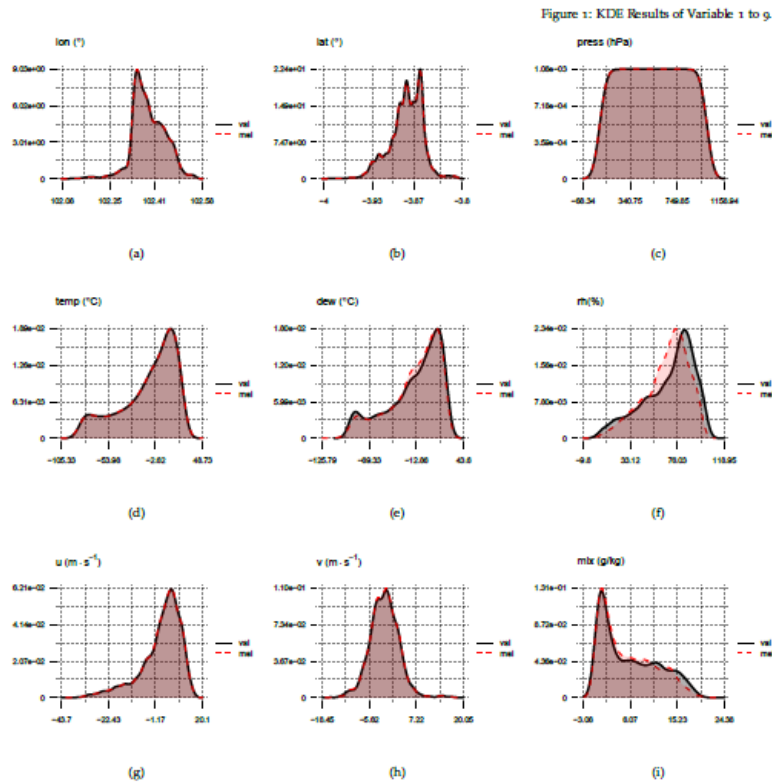 Figure 1: KDE Results of Variable 1 to 9.
lon (°) lat (°) press (hPa)
9.03e+00 2.24e+01 1.08e−03
6.02e+00 1.49e+01 7.18e−04
val val val
mel mel mel
3.01e+00 7.47e+00 3.59e−04
0 0 0
102.35 102.41 102.58 −4 −3.93 −3.87 −3.8 −68.34 340.75 749.85 1158.94
(a) (b) (c)
temp (°C) dew (°C) rh(%)
1.89e−02 1.80e−02 2.34e−02
1.26e−02 1.20e−02
val val val
mel mel mel
6.31e−03 5.99e−03 7.80e−03
0 0 0
−105.33 −53.98 −2.62 48.73 −125.79 −69.33 −12.86 43.6 −9.8 33.12 118.95
(d) (e) (f)
u (m · s⁻¹) v (m · s⁻¹) mix (g/kg)
6.21e−02 1.10e−01 1.31e−01
4.14e−02 7.34e−02 8.72e−02
val val val
mel mel mel
2.07e−02 3.67e−02 4.36e−02
0 0 0
−43.7 −22.43 −1.17 20.1 −18.45 −5.62 7.22 20.05 −3.08 6.07 15.23 24.38
(g) (h) (i)